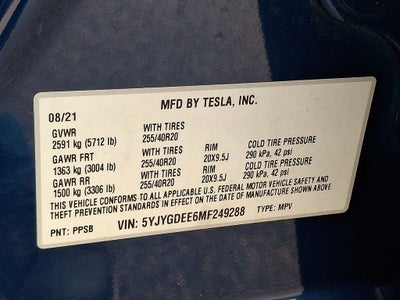 MFD BY TESLA, INC.
08/21
GVWR WITH TIRES
2591 kg (5712 lb) 255/40R20
GAWR FRT WITH TIRES RIM COLD TIRE PRESSURE
1363 kg (3004 lb) 255/40R20 20X9.5J 290 kPa, 42 psi
GAWR RR WITH TIRES RIM COLD TIRE PRESSURE
1500 kg (3306 lb) 255/40R20 20X9.5J 290 kPa, 42 psi
THIS VEHICLE CONFORMS TO ALL APPLICABLE U.S. FEDERAL MOTOR VEHICLE SAFETY AND
THEFT PREVENTION STANDARDS IN EFFECT ON THE DATE OF MANUFACTURE SHOWN ABOVE.
VIN: 5YJYGDEE6MF249288 TYPE: MPV
PNT: PPSB